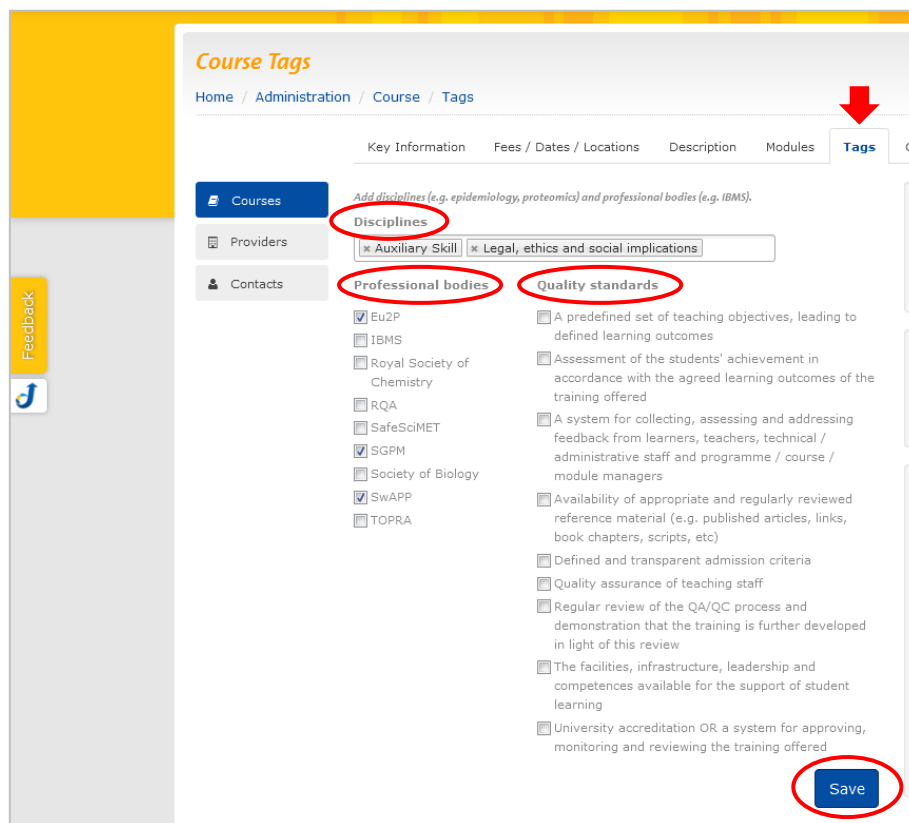 Course Tags
Home / Administration / Course / Tags
Key Information Fees / Dates / Locations Description Modules Tags
Courses
Providers
Contacts
Feedback
Add disciplines (e.g. epidemiology, proteomics) and professional bodies (e.g. IBMS).
Disciplines
× Auxiliary Skill × Legal, ethics and social implications
Professional bodies
Eu2P
IBMS
Royal Society of
Chemistry
RQA
SafeSciMET
SGPM
Society of Biology
SwAPP
TOPRA
Quality standards
A predefined set of teaching objectives, leading to
defined learning outcomes
Assessment of the students' achievement in
accordance with the agreed learning outcomes of the
training offered
A system for collecting, assessing and addressing
feedback from learners, teachers, technical /
administrative staff and programme / course /
module managers
Availability of appropriate and regularly reviewed
reference material (e.g. published articles, links,
book chapters, scripts, etc)
Defined and transparent admission criteria
Quality assurance of teaching staff
Regular review of the QA/QC process and
demonstration that the training is further developed
in light of this review
The facilities, infrastructure, leadership and
competences available for the support of student
learning
University accreditation OR a system for approving,
monitoring and reviewing the training offered
Save